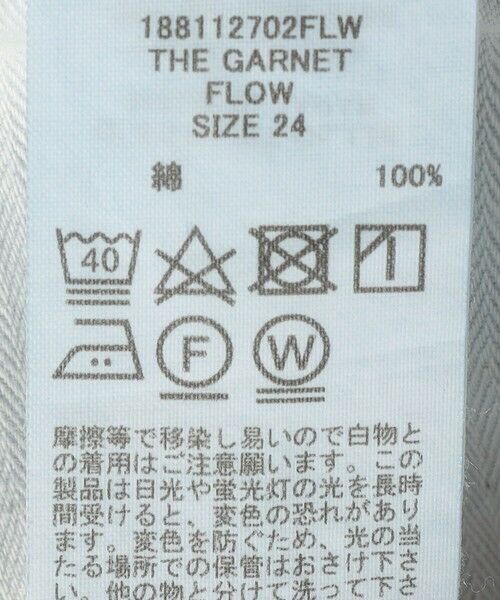 188112702FLW
THE GARNET
FLOW
SIZE 24
綿 100%
40
F W
摩擦等で移染し易いので白物と
の着用はご注意願います。この
製品は日光や蛍光灯の光を長時
間受けると、変色の恐れがあり
ます。変色を防ぐため、光の当
たる場所の保管はおさけ下さ
い。他の物と分けて洗って下さ